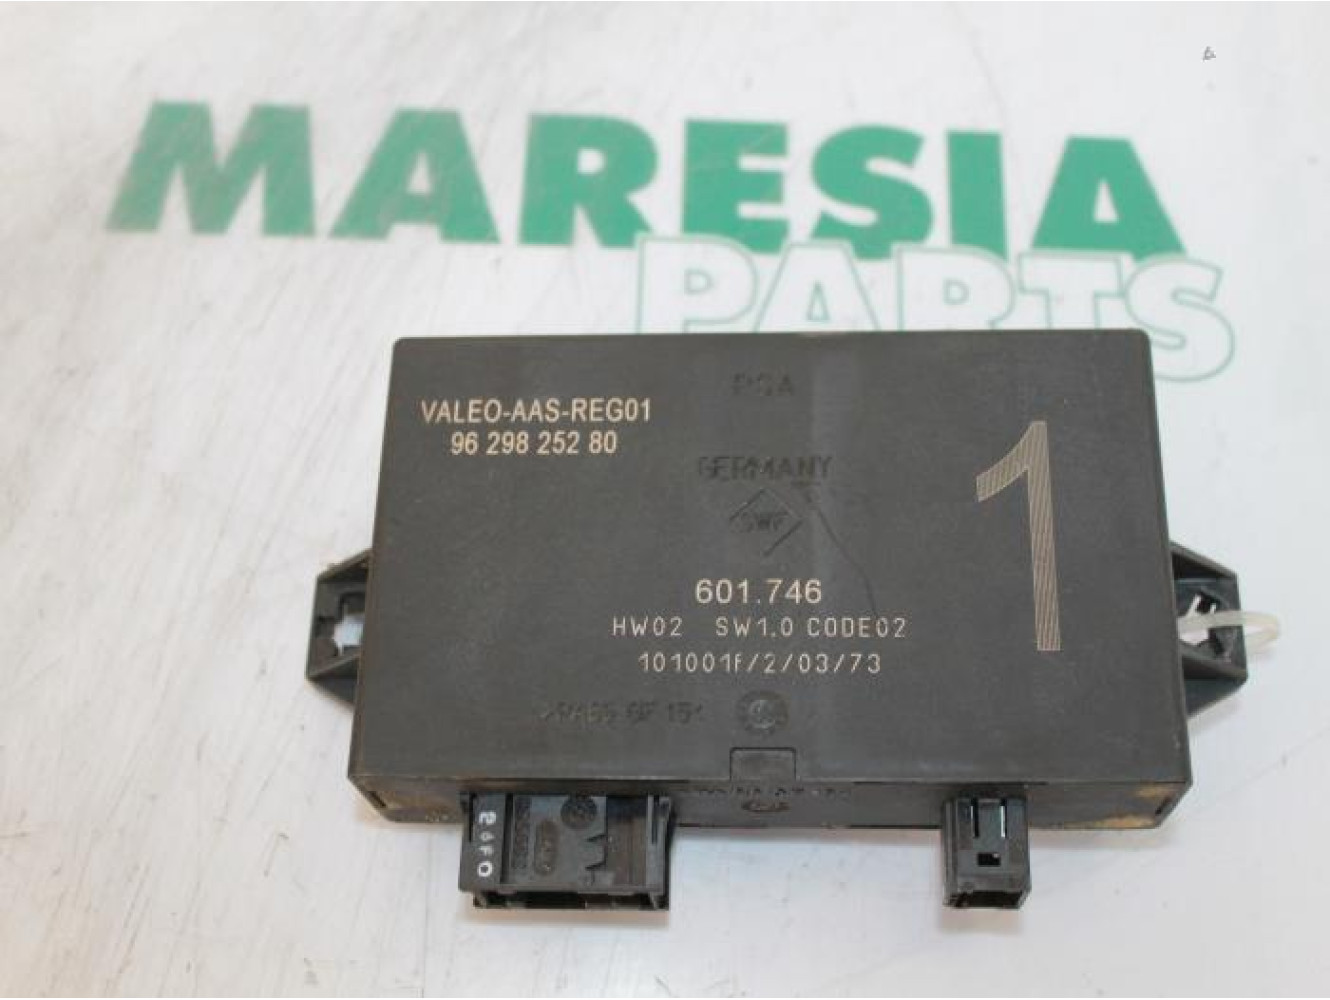 MARESIA
PARTS
PSA
VALEO-AAS-REG01
96 298 252 80
GERMANY
SWF
1
601.746
HW02 SW1.0 CODE02
101001F/2/03/73